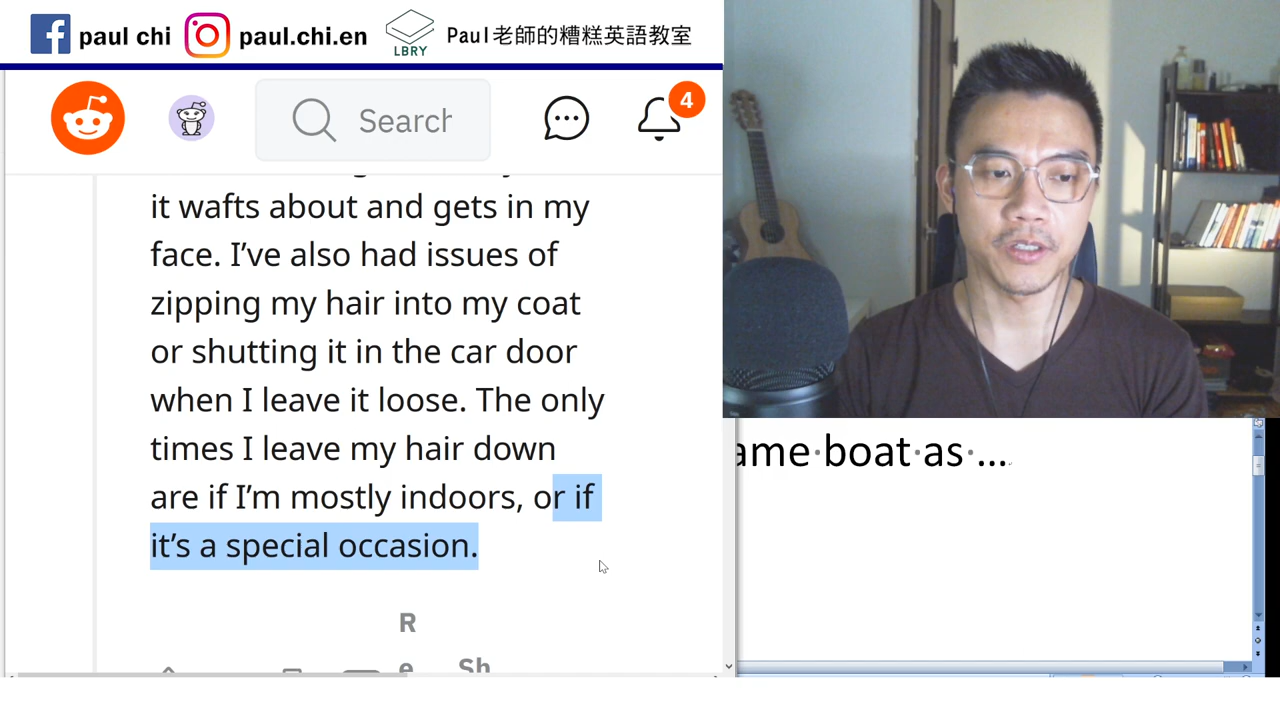 paul chi paul.chi.en LBRY Paul老師的糟糕英語教室
Search 4
it wafts about and gets in my
face. I’ve also had issues of
zipping my hair into my coat
or shutting it in the car door
when I leave it loose. The only
times I leave my hair down
are if I’m mostly indoors, or if
it’s a special occasion.
R
e
Sh
ame boat as ...